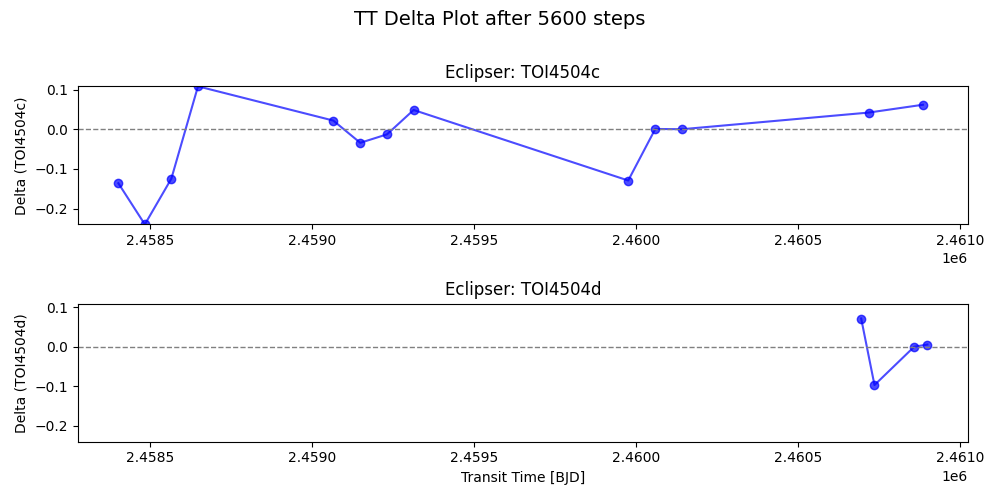 TT Delta Plot after 5600 steps
Eclipser: TOI4504c
Delta (TOI4504c)
0.1
0.0
−0.1
−0.2
2.4585 2.4590 2.4595 2.4600 2.4605 2.4610
1e6
Eclipser: TOI4504d
Delta (TOI4504d)
0.1
0.0
−0.1
−0.2
2.4585 2.4590 2.4595 2.4600 2.4605 2.4610
1e6
Transit Time [BJD]